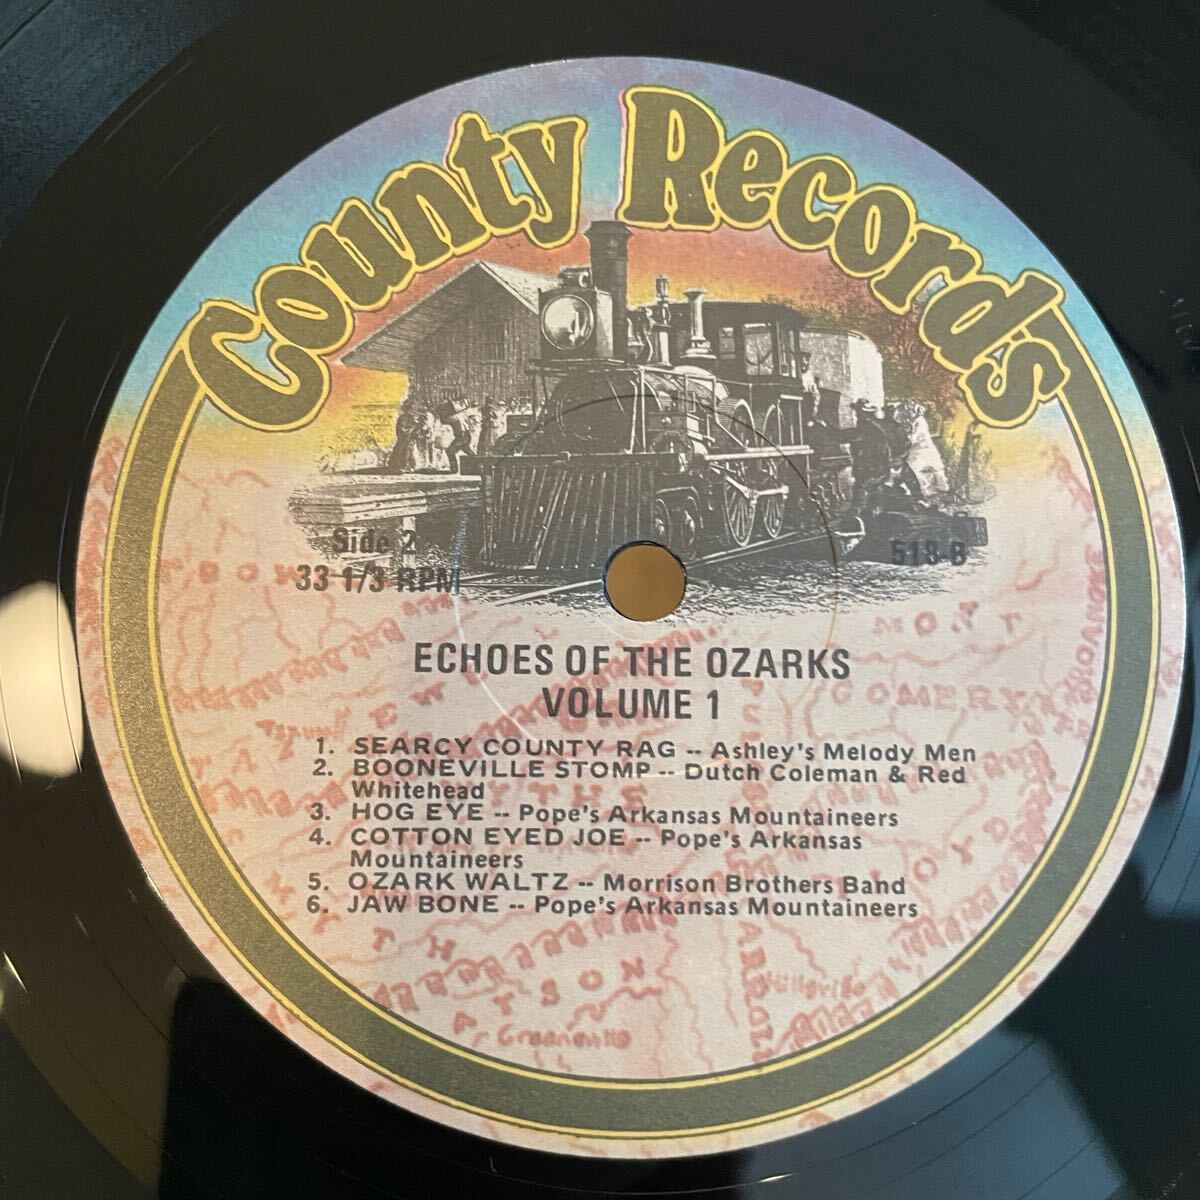 County Records
Side 2
33 1/3 RPM
518-B
ECHOES OF THE OZARKS
VOLUME 1
1. SEARCY COUNTY RAG -- Ashley's Melody Men
2. BOONEVILLE STOMP -- Dutch Coleman & Red
Whitehead
3. HOG EYE -- Pope's Arkansas Mountaineers
4. COTTON EYED JOE -- Pope's Arkansas
Mountaineers
5. OZARK WALTZ -- Morrison Brothers Band
6. JAW BONE -- Pope's Arkansas Mountaineers
MONT
COMERY